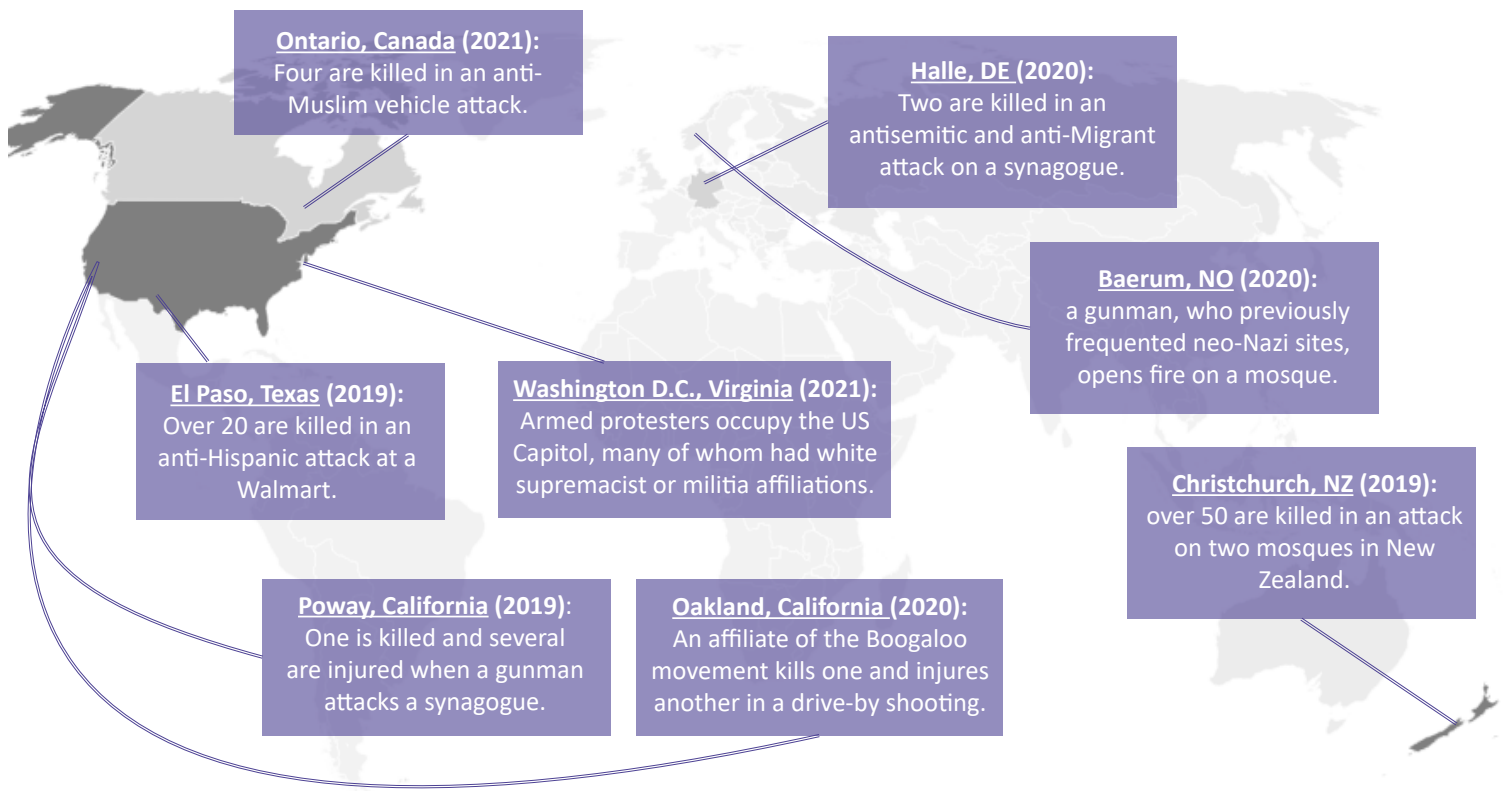 Ontario, Canada (2021):
Four are killed in an anti-
Muslim vehicle attack.
Halle, DE (2020):
Two are killed in an
antisemitic and anti-Migrant
attack on a synagogue.
Baerum, NO (2020):
a gunman, who previously
frequented neo-Nazi sites,
opens fire on a mosque.
El Paso, Texas (2019):
Over 20 are killed in an
anti-Hispanic attack at a
Walmart.
Washington D.C., Virginia (2021):
Armed protesters occupy the US
Capitol, many of whom had white
supremacist or militia affiliations.
Christchurch, NZ (2019):
over 50 are killed in an attack
on two mosques in New
Zealand.
Poway, California (2019):
One is killed and several
are injured when a gunman
attacks a synagogue.
Oakland, California (2020):
An affiliate of the Boogaloo
movement kills one and injures
another in a drive-by shooting.